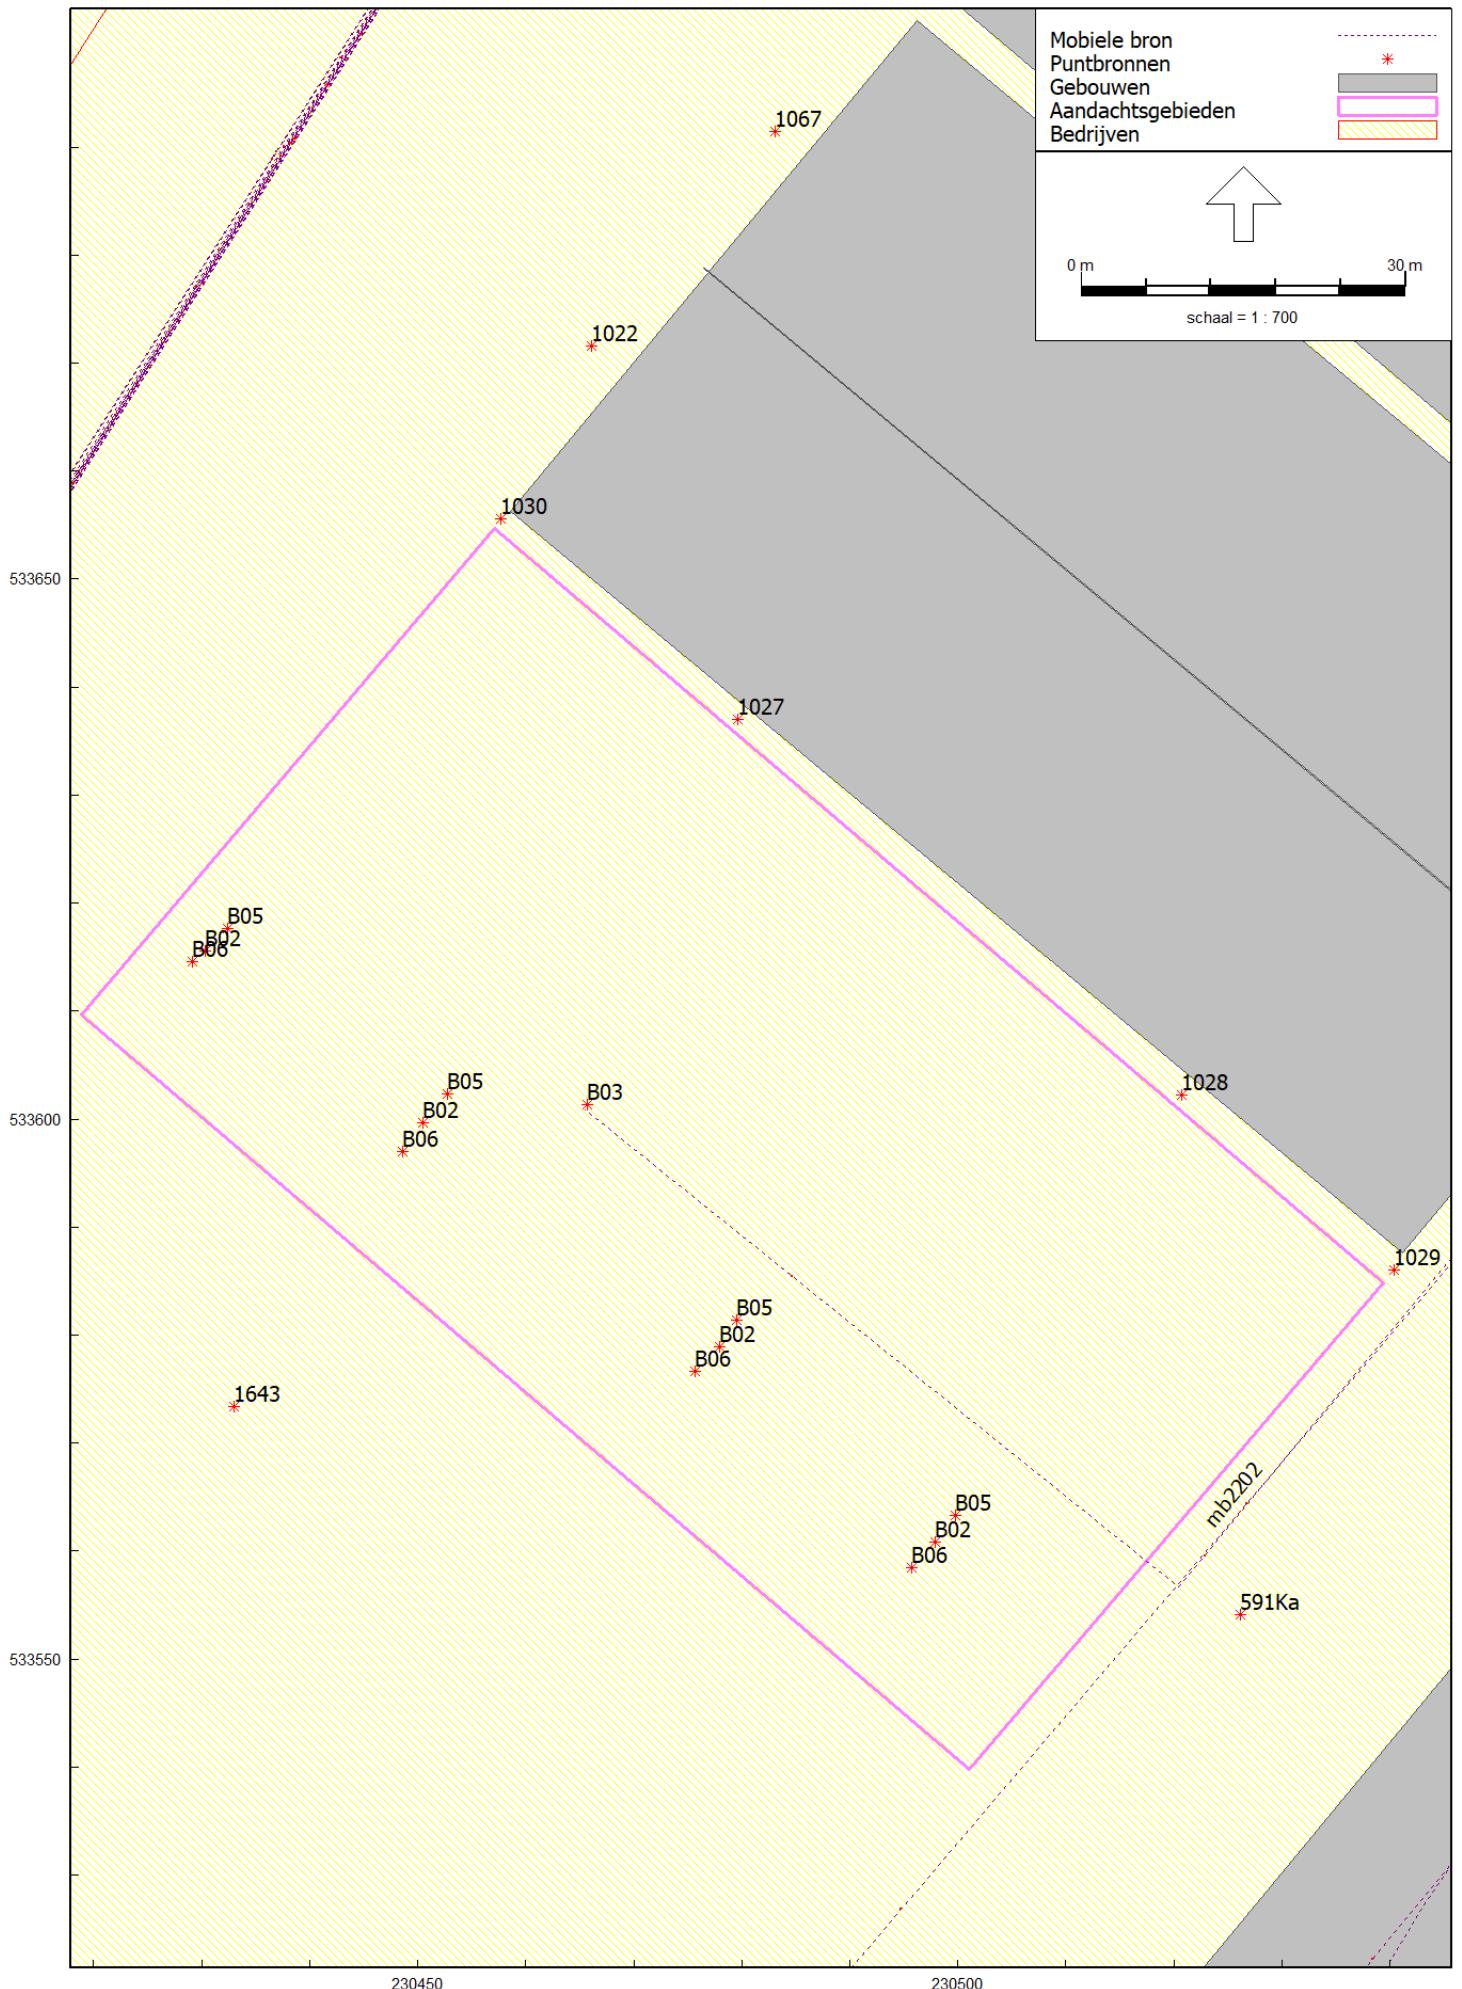 Mobiele bron
Puntbronnen
Gebouwen
Aandachtsgebieden
Bedrijven
0 m 30 m
schaal = 1 : 700
1067
1022
1030
533650
1027
B05
B02
B06
B05
B02
B06
B03
1028
533600
1029
B05
B02
B06
1643
mb2202
B05
B02
B06
591Ka
533550
230450 230500